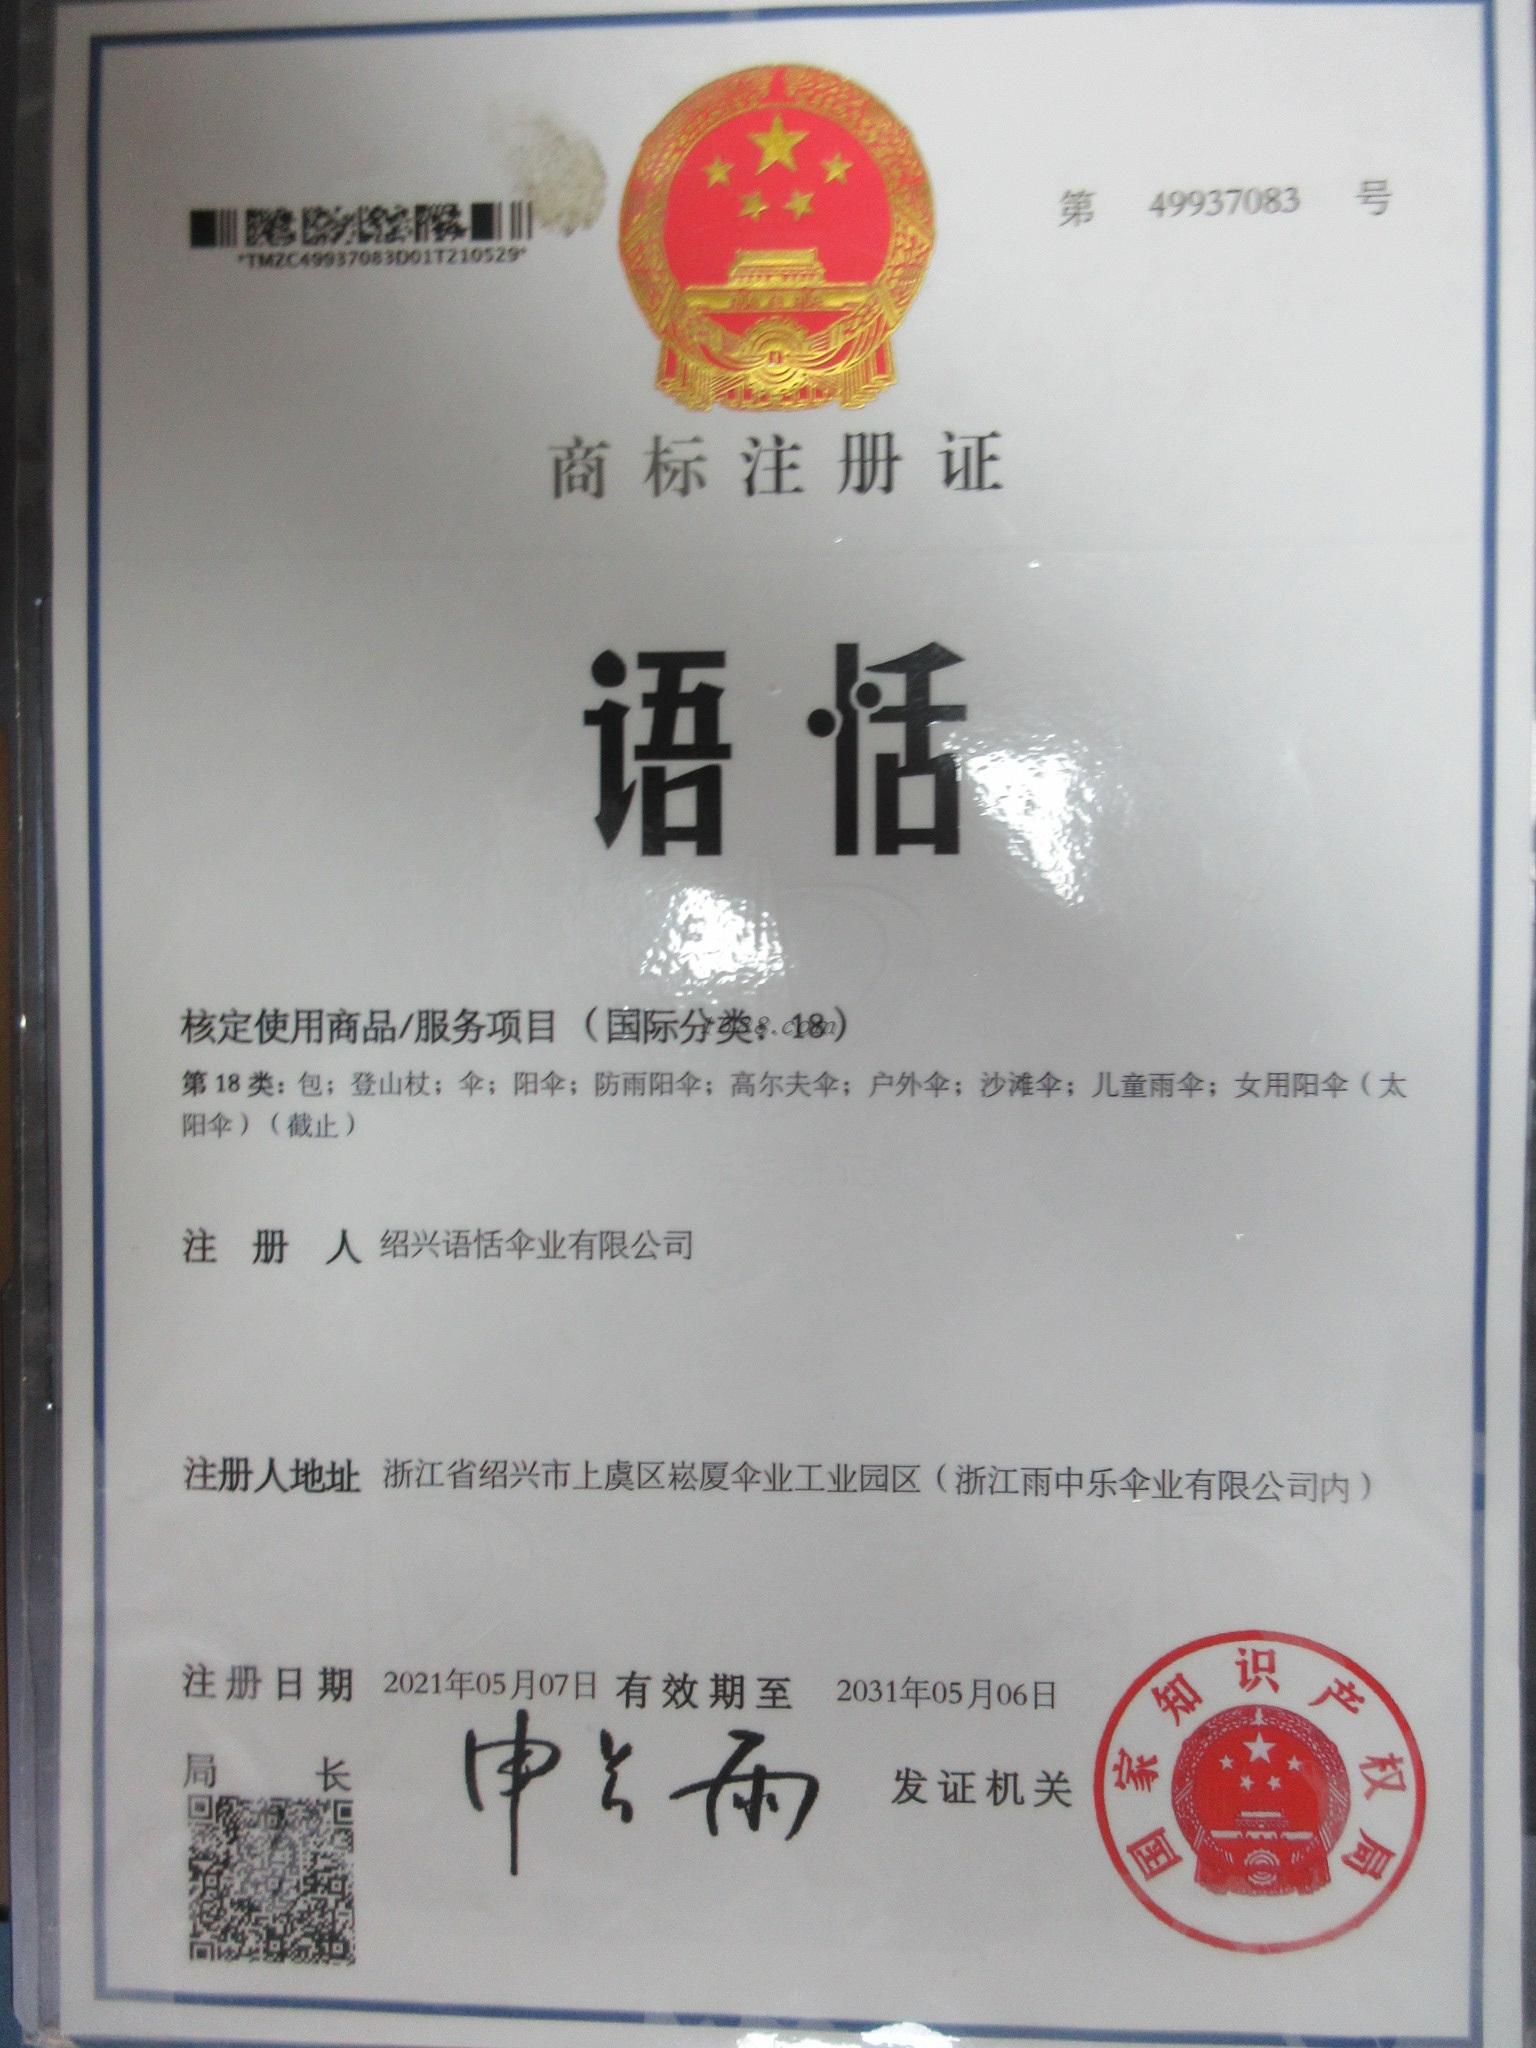 第 49937083 号
*TMZC49937083D01T210529*
商标注册证
语恬
核定使用商品/服务项目（国际分类：18）
第 18 类：包；登山杖；伞；阳伞；防雨阳伞；高尔夫伞；户外伞；沙滩伞；儿童雨伞；女用阳伞（太
阳伞）（截止）
注册人 绍兴语恬伞业有限公司
注册人地址 浙江省绍兴市上虞区崧厦伞业工业园区（浙江雨中乐伞业有限公司内）
注册日期 2021年05月07日 有效期至 2031年05月06日
局长 申长雨 发证机关
国家知识产权局